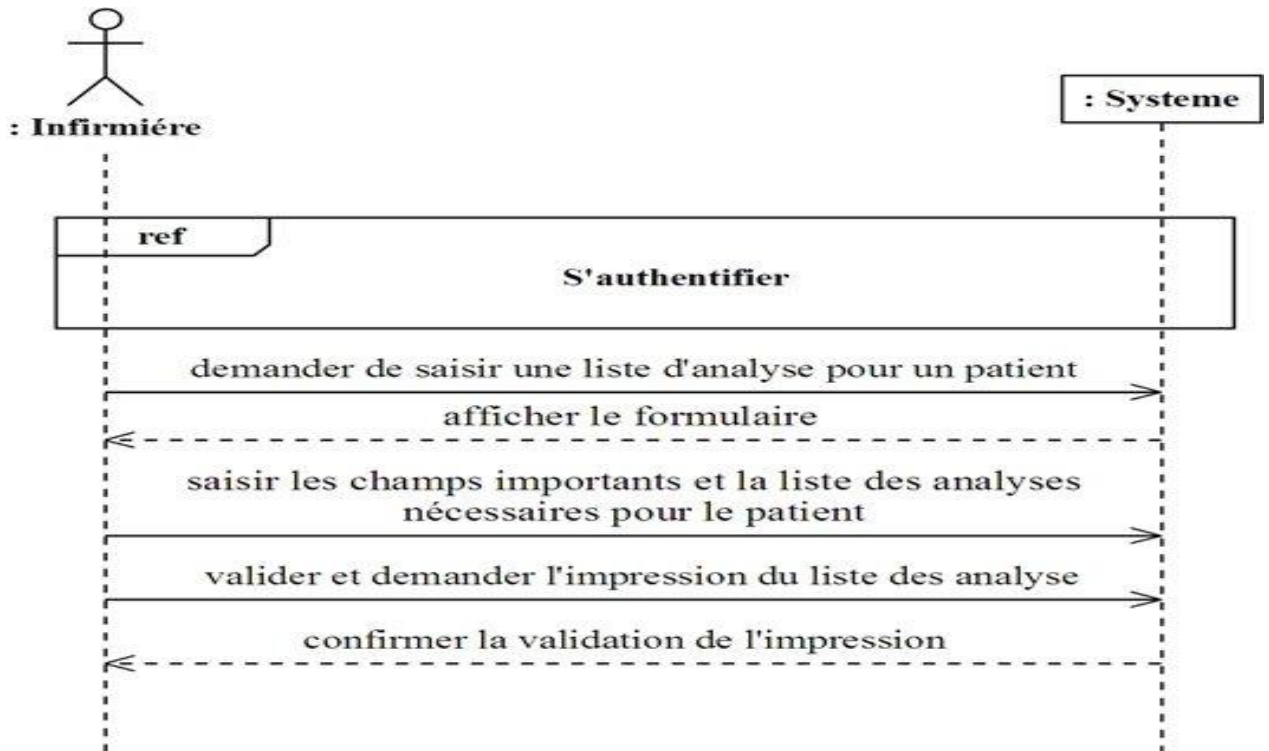 : Infirmiére
: Systeme
ref
S'authentifier
demander de saisir une liste d'analyse pour un patient
afficher le formulaire
saisir les champs importants et la liste des analyses
nécessaires pour le patient
valider et demander l'impression du liste des analyse
confirmer la validation de l'impression